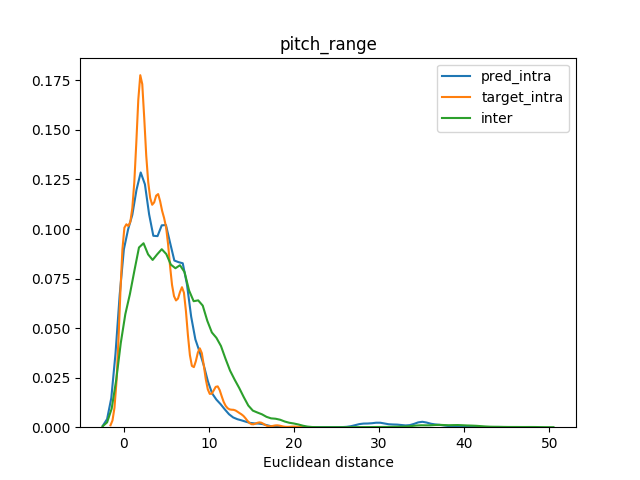 pitch_range
pred_intra
target_intra
inter
0.175
0.150
0.125
0.100
0.075
0.050
0.025
0.000
0 10 20 30 40 50
Euclidean distance